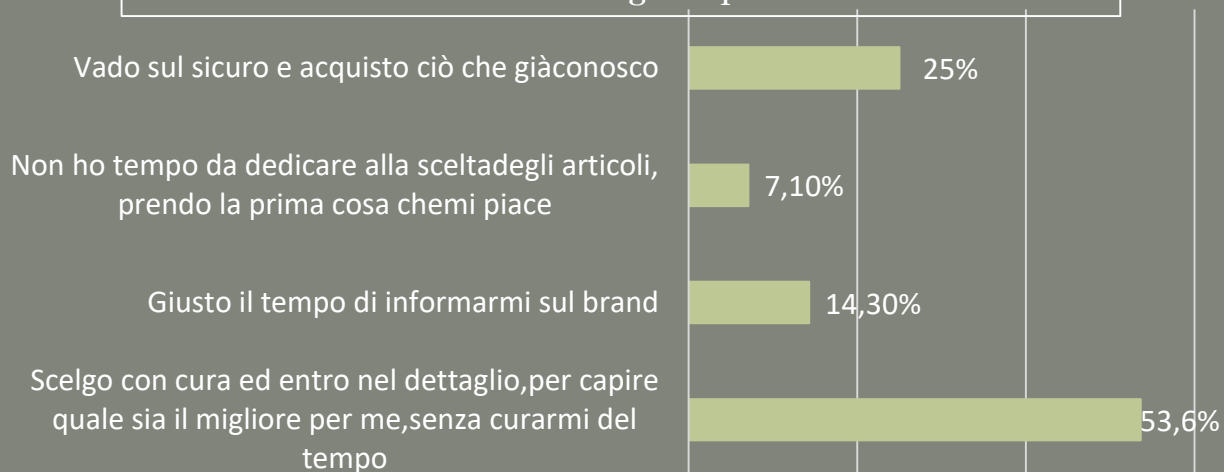 Vado sul sicuro e acquisto ciò che giàconosco
25%
Non ho tempo da dedicare alla sceltadegli articoli,
prendo la prima cosa chemi piace
7,10%
Giusto il tempo di informarmi sul brand
14,30%
Scelgo con cura ed entro nel dettaglio,per capire
quale sia il migliore per me,senza curarmi del
tempo
53,6%